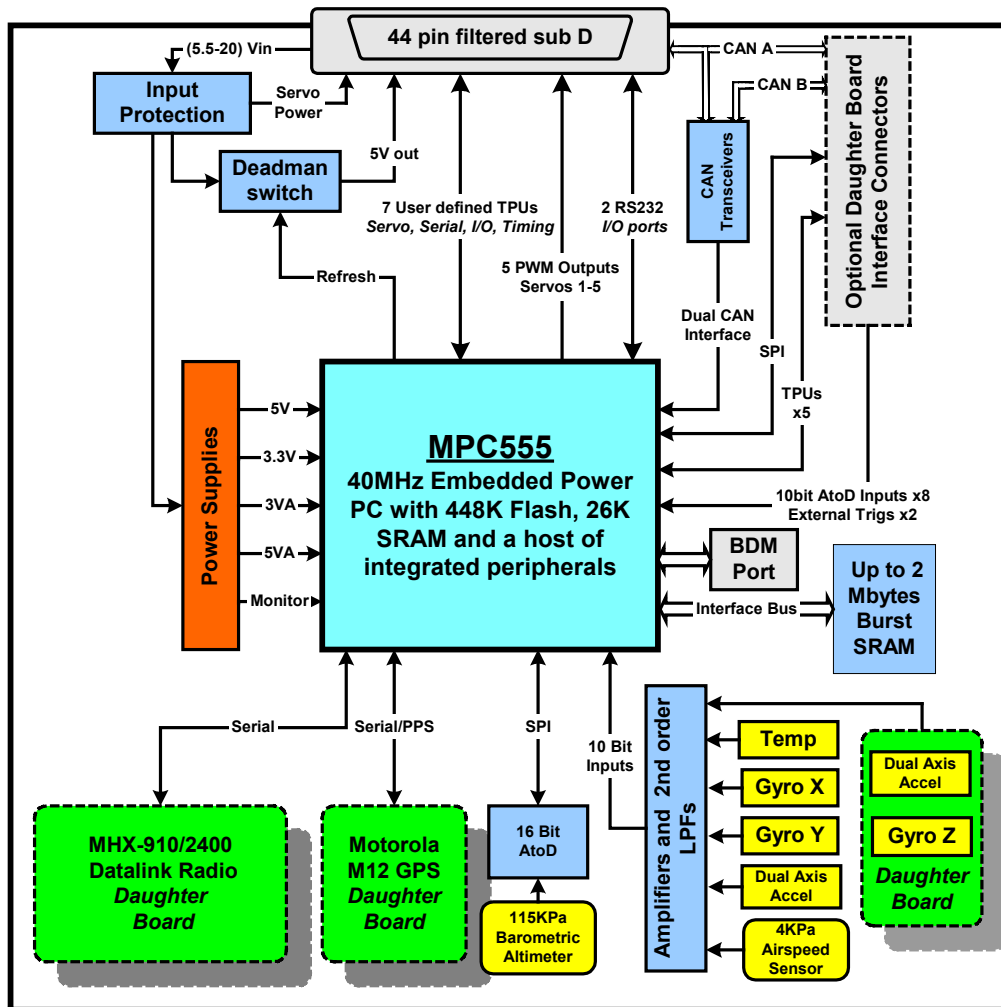 44 pin filtered sub D
(5.5-20) Vin
CAN A
CAN B
Input
Protection
Servo
Power
5V out
Deadman
switch
CAN
Transceivers
Optional Daughter Board
Interface Connectors
7 User defined TPUs
Servo, Serial, I/O, Timing
2 RS232
I/O ports
Refresh
5 PWM Outputs
Servos 1-5
Dual CAN
Interface
SPI
TPUs
x5
Power Supplies
5V
3.3V
3VA
5VA
Monitor
MPC555
40MHz Embedded Power
PC with 448K Flash, 26K
SRAM and a host of
integrated peripherals
10bit AtoD Inputs x8
External Trigs x2
BDM
Port
Interface Bus
Up to 2
Mbytes
Burst
SRAM
Serial
Serial/PPS
SPI
10 Bit
Inputs
Amplifiers and 2nd order
LPFs
Temp
Gyro X
Gyro Y
Dual Axis
Accel
4KPa
Airspeed
Sensor
Dual Axis
Accel
Gyro Z
Daughter
Board
MHX-910/2400
Datalink Radio
Daughter
Board
Motorola
M12 GPS
Daughter
Board
16 Bit
AtoD
115KPa
Barometric
Altimeter